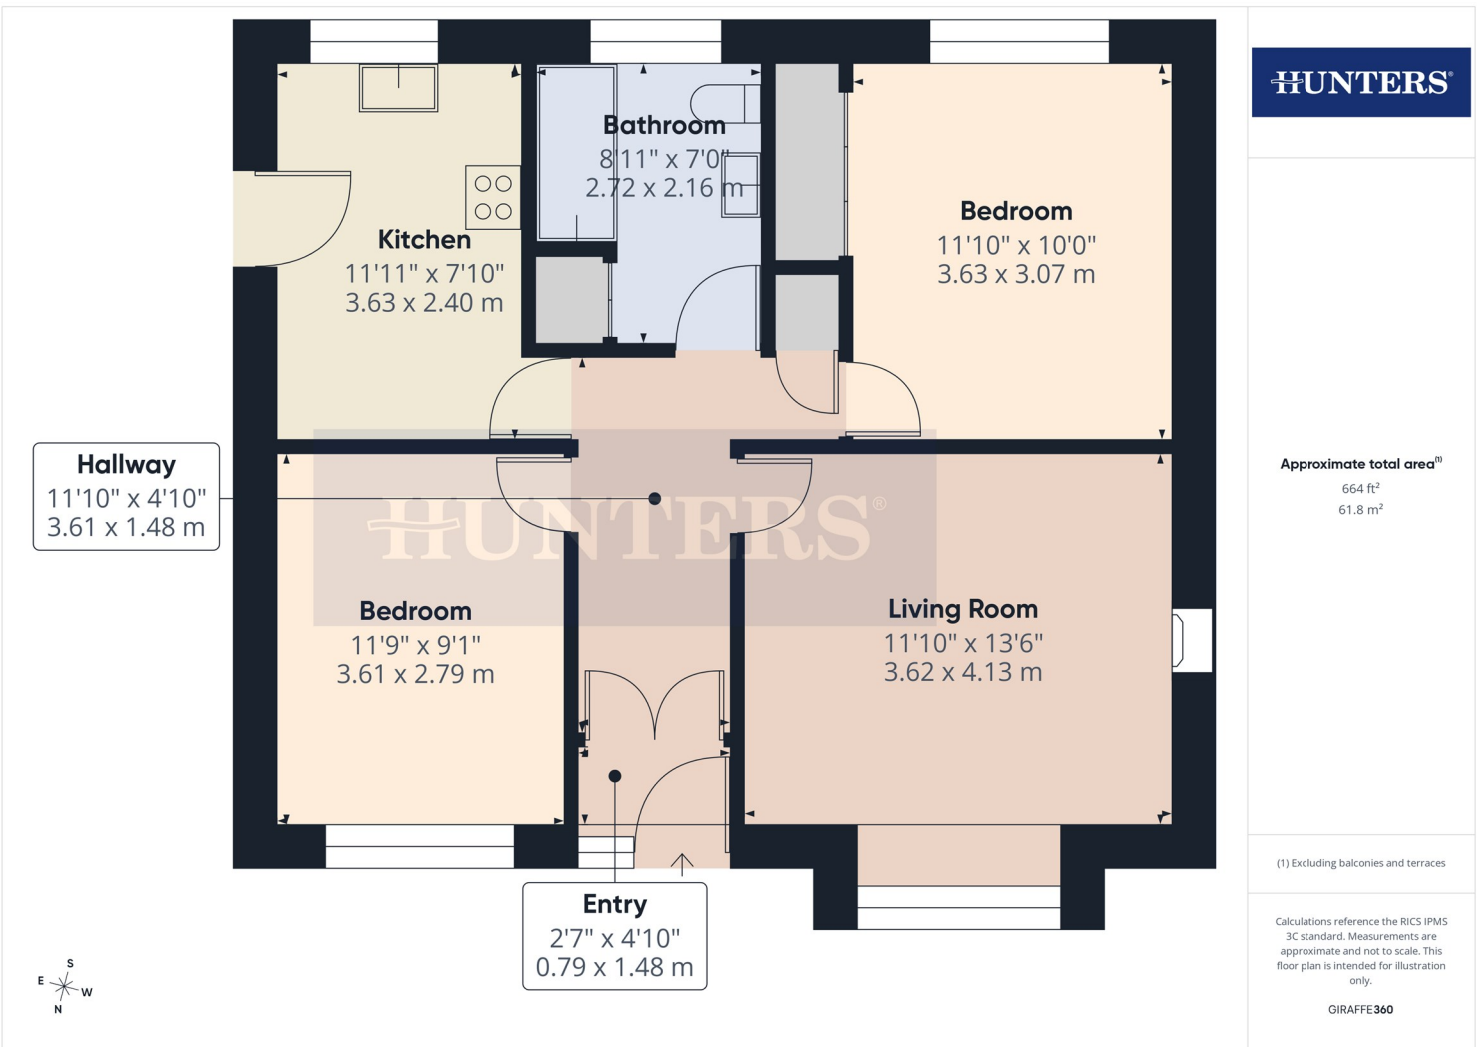 Kitchen
11'11" x 7'10"
3.63 x 2.40 m
Bathroom
8'11" x 7'0"
2.72 x 2.16 m
Bedroom
11'10" x 10'0"
3.63 x 3.07 m
Hallway
11'10" x 4'10"
3.61 x 1.48 m
HUNTERS®
Bedroom
11'9" x 9'1"
3.61 x 2.79 m
Living Room
11'10" x 13'6"
3.62 x 4.13 m
Entry
2'7" x 4'10"
0.79 x 1.48 m
S
E
W
N
HUNTERS®
Approximate total area(1)
664 ft²
61.8 m²
(1) Excluding balconies and terraces
Calculations reference the RICS IPMS
3C standard. Measurements are
approximate and not to scale. This
floor plan is intended for illustration
only.
GIRAFFE360